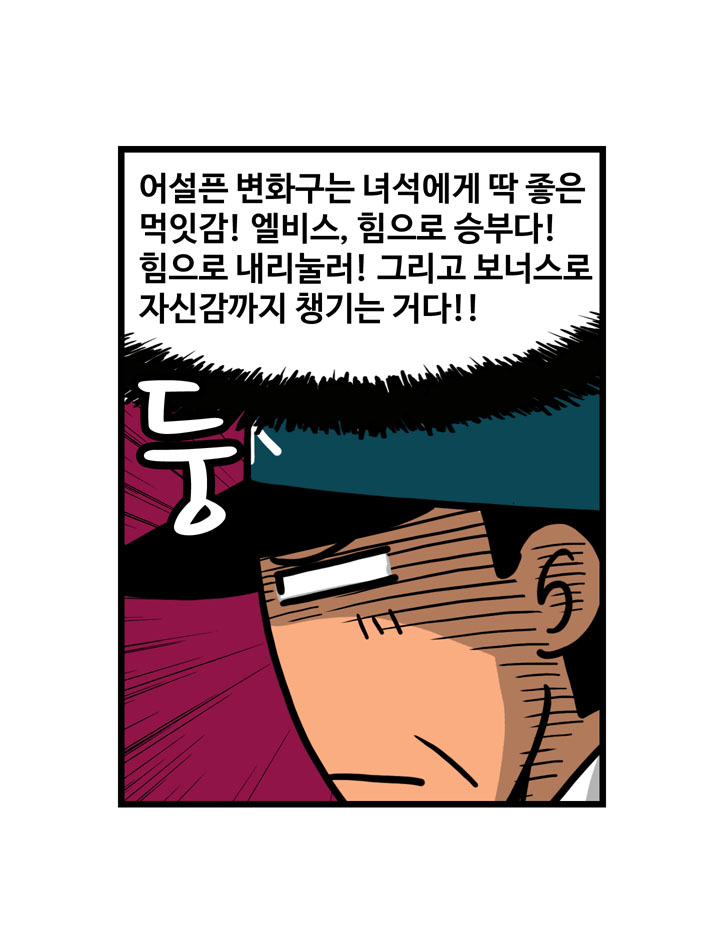 어설픈 변화구는 녀석에게 딱 좋은
먹잇감! 엘비스, 힘으로 승부다!
힘으로 내리눌러! 그리고 보너스로
자신감까지 챙기는 거다!!
둥